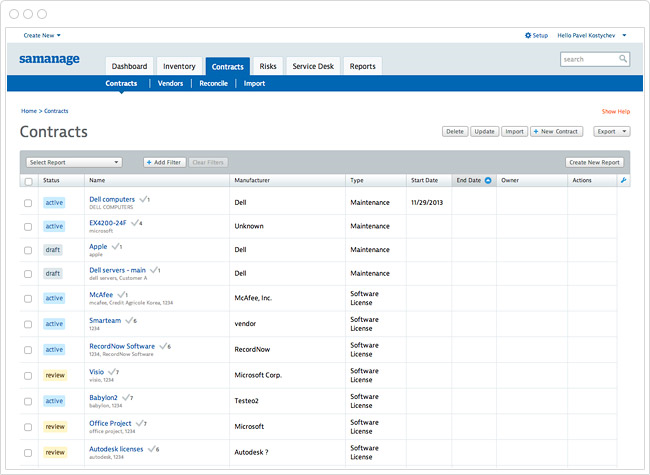 Create New
Setup Hello Pavel Kostychev
samanage
Dashboard Inventory Contracts Risks Service Desk Reports
search
Contracts Vendors Reconcile Import
Home > Contracts
Show Help
Contracts
Delete Update Import + New Contract Export
Select Report + Add Filter Clear Filters Create New Report
Status Name Manufacturer Type Start Date End Date Owner Actions
active Dell computers 1 Dell Maintenance 11/29/2013
DELL COMPUTERS
active EX4200-24F 4 Unknown Maintenance
microsoft
draft Apple 1 Dell Maintenance
apple
draft Dell servers - main 1 Dell Maintenance
dell servers, Customer A
active McAfee 1 McAfee, Inc. Software License
mcafee, Credit Agricole Korea, 1234
active Smarteam 6 vendor Software License
1234
active RecordNow Software 6 RecordNow Software License
1234, RecordNow Software
review Visio 7 Microsoft Corp. Software License
visio, 1234
active Babylon2 7 Testeo2 Software License
babylon, 1234
review Office Project 7 Microsoft Software License
office project, 1234
review Autodesk licenses 6 Autodesk ? Software License
autodesk, 1234